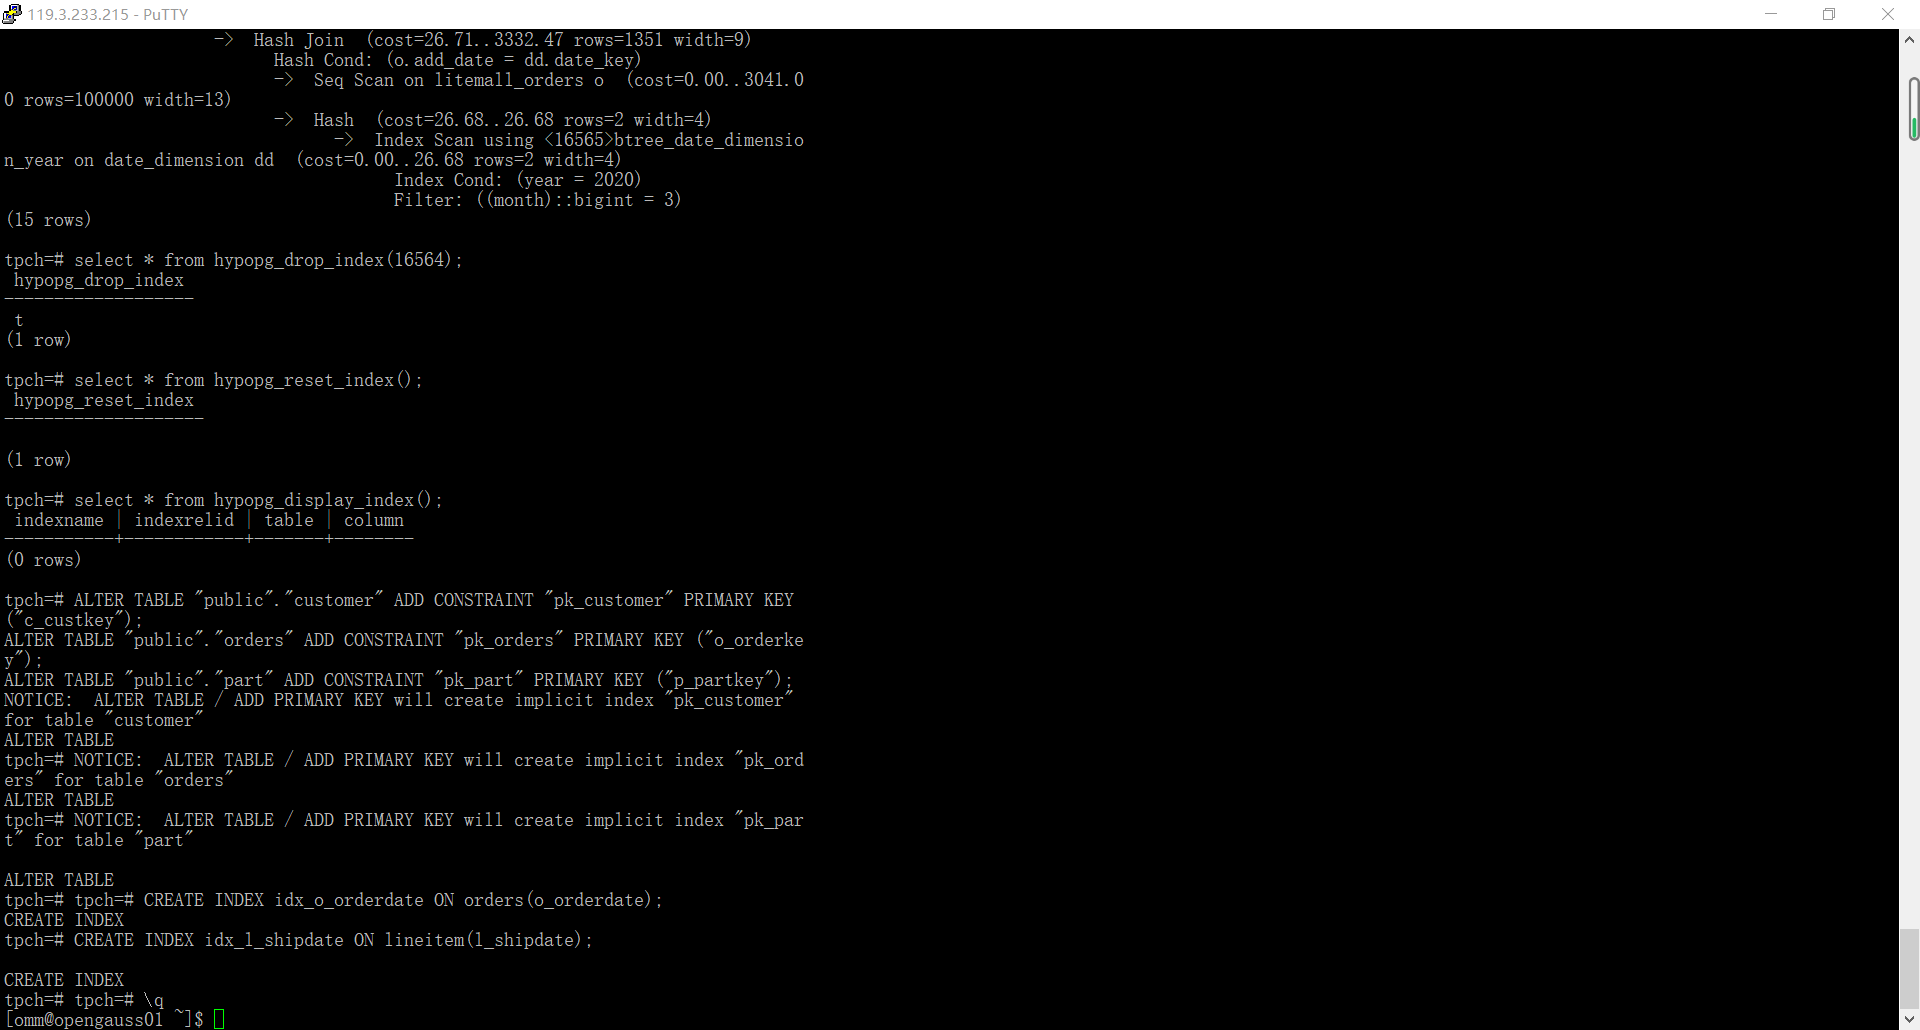 119.3.233.215 - PuTTY
->  Hash Join  (cost=26.71..3332.47 rows=1351 width=9)
Hash Cond: (o.add_date = dd.date_key)
->  Seq Scan on litemall_orders o  (cost=0.00..3041.0
0 rows=100000 width=13)
->  Hash  (cost=26.68..26.68 rows=2 width=4)
->  Index Scan using <16565>btree_date_dimensio
n_year on date_dimension dd  (cost=0.00..26.68 rows=2 width=4)
Index Cond: (year = 2020)
Filter: ((month)::bigint = 3)
(15 rows)
tpch=# select * from hypopg_drop_index(16564);
hypopg_drop_index
-------------------
t
(1 row)
tpch=# select * from hypopg_reset_index();
hypopg_reset_index
--------------------
(1 row)
tpch=# select * from hypopg_display_index();
indexname | indexrelid | table | column
-----------+------------+-------+--------
(0 rows)
tpch=# ALTER TABLE "public"."customer" ADD CONSTRAINT "pk_customer" PRIMARY KEY
("c_custkey");
ALTER TABLE "public"."orders" ADD CONSTRAINT "pk_orders" PRIMARY KEY ("o_orderke
y");
ALTER TABLE "public"."part" ADD CONSTRAINT "pk_part" PRIMARY KEY ("p_partkey");
NOTICE:  ALTER TABLE / ADD PRIMARY KEY will create implicit index "pk_customer"
for table "customer"
ALTER TABLE
tpch=# NOTICE:  ALTER TABLE / ADD PRIMARY KEY will create implicit index "pk_ord
ers" for table "orders"
ALTER TABLE
tpch=# NOTICE:  ALTER TABLE / ADD PRIMARY KEY will create implicit index "pk_par
t" for table "part"
ALTER TABLE
tpch=# tpch=# CREATE INDEX idx_o_orderdate ON orders(o_orderdate);
CREATE INDEX
tpch=# CREATE INDEX idx_l_shipdate ON lineitem(l_shipdate);
CREATE INDEX
tpch=# tpch=# \q
[omm@opengauss01 ~]$